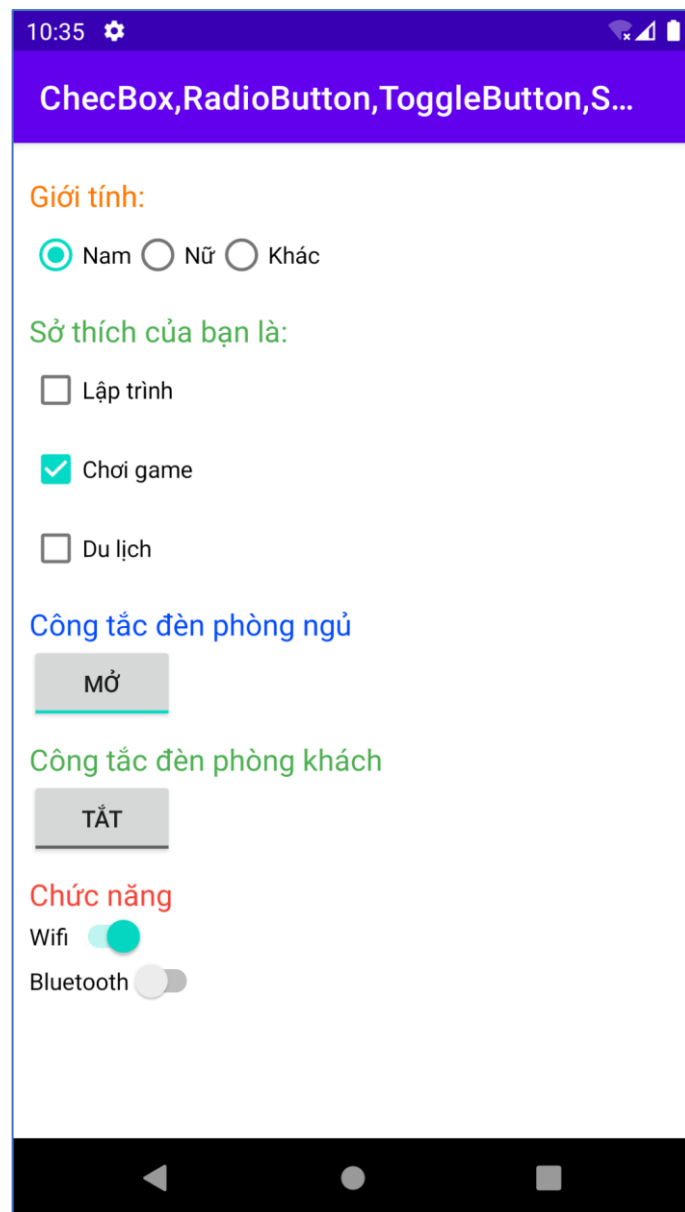 10:35
ChecBox,RadioButton,ToggleButton,S...
Giới tính:
Nam Nữ Khác
Sở thích của bạn là:
Lập trình
Chơi game
Du lịch
Công tắc đèn phòng ngủ
MỞ
Công tắc đèn phòng khách
TẮT
Chức năng
Wifi
Bluetooth